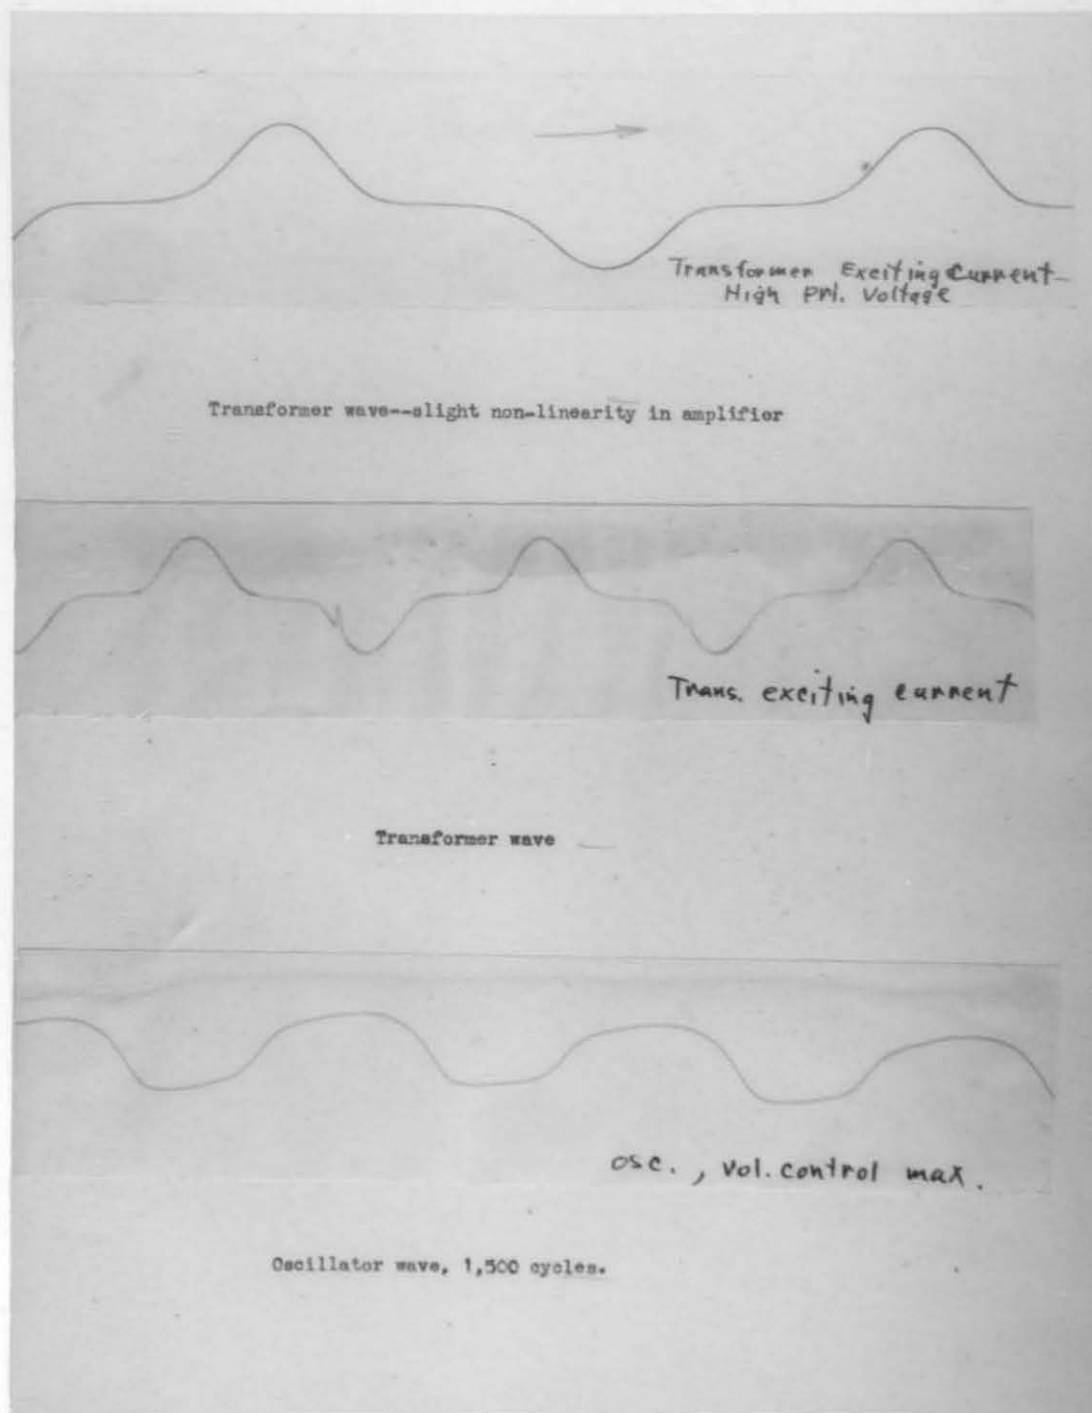 Transformer Exciting Current-
High Pri. Voltage
Transformer wave--slight non-linearity in amplifier
Trans. exciting current
Transformer wave
osc. , Vol. control max.
Oscillator wave, 1,500 cycles.